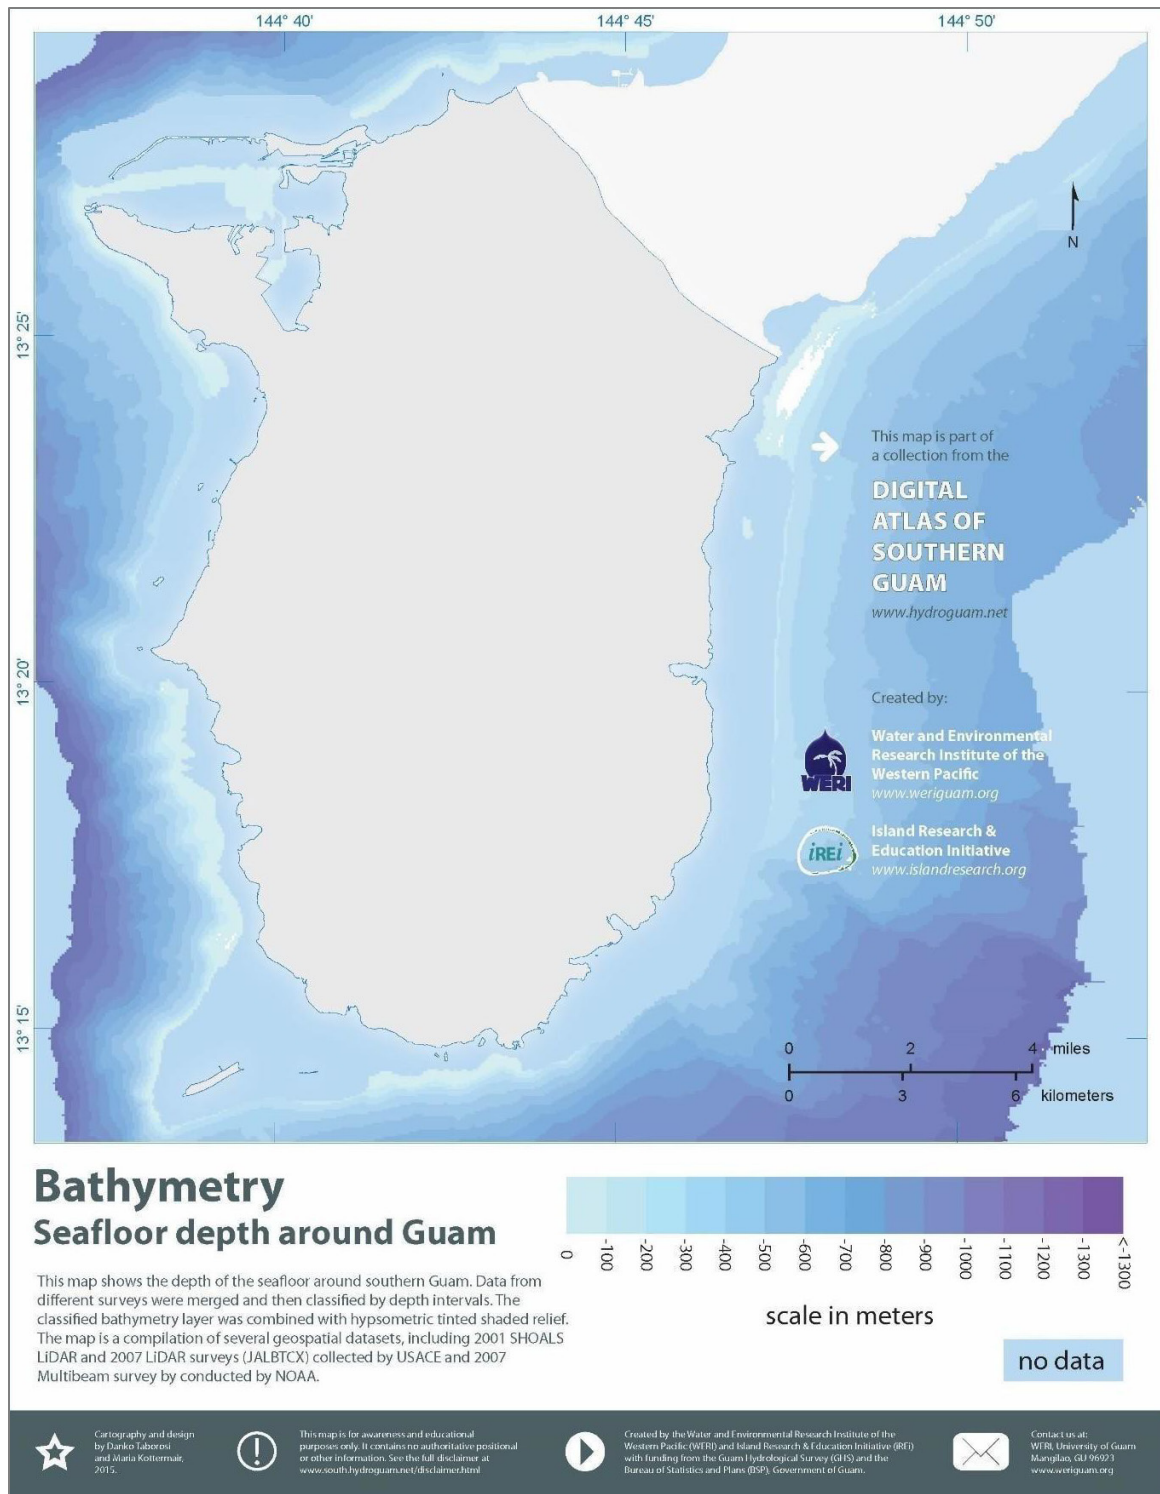 144° 40'
144° 45'
144° 50'
N
13° 25'
13° 20'
13° 15'
This map is part of
a collection from the
DIGITAL
ATLAS OF
SOUTHERN
GUAM
www.hydroguam.net
Created by:
WERI
Water and Environmental
Research Institute of the
Western Pacific
www.weriguam.org
iREi
Island Research &
Education Initiative
www.islandresearch.org
0 2 4 miles
0 3 6 kilometers
Bathymetry
Seafloor depth around Guam
This map shows the depth of the seafloor around southern Guam. Data from
different surveys were merged and then classified by depth intervals. The
classified bathymetry layer was combined with hypsometric tinted shaded relief.
The map is a compilation of several geospatial datasets, including 2001 SHOALS
LiDAR and 2007 LiDAR surveys (JALBTCX) collected by USACE and 2007
Multibeam survey by conducted by NOAA.
0 -100 -200 -300 -400 -500 -600 -700 -800 -900 -1000 -1100 -1200 -1300 <-1300
scale in meters
no data
Cartography and design
by Danko Taborosi
and Maria Kottermair,
2015.
This map is for awareness and educational
purposes only. It contains no authoritative positional
or other information. See the full disclaimer at
www.south.hydroguam.net/disclaimer.html
Created by the Water and Environmental Research Institute of the
Western Pacific (WERI) and Island Research & Education Initiative (iREi)
with funding from the Guam Hydrological Survey (GHS) and the
Bureau of Statistics and Plans (BSP), Government of Guam.
Contact us at:
WERI, University of Guam
Mangilao, GU 96923
www.weriguam.org